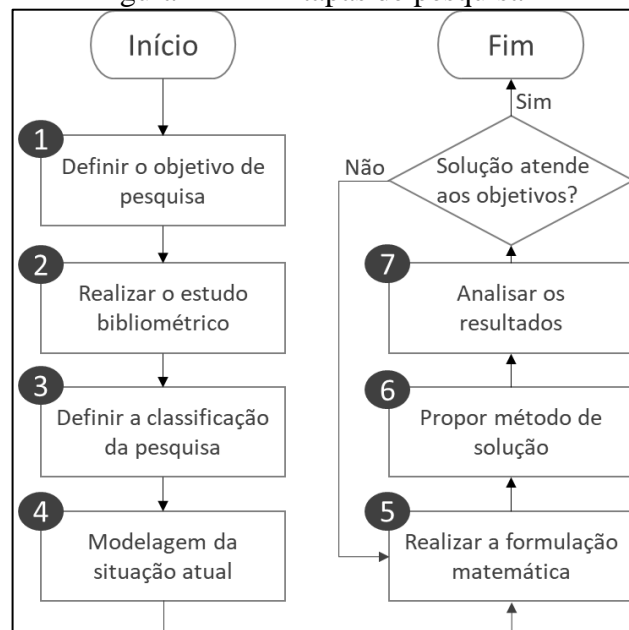 Início
1
Definir o objetivo de
pesquisa
2
Realizar o estudo
bibliométrico
3
Definir a classificação
da pesquisa
4
Modelagem da
situação atual
Fim
Sim
Não
Solução atende
aos objetivos?
7
Analisar os
resultados
6
Propor método de
solução
5
Realizar a formulação
matemática